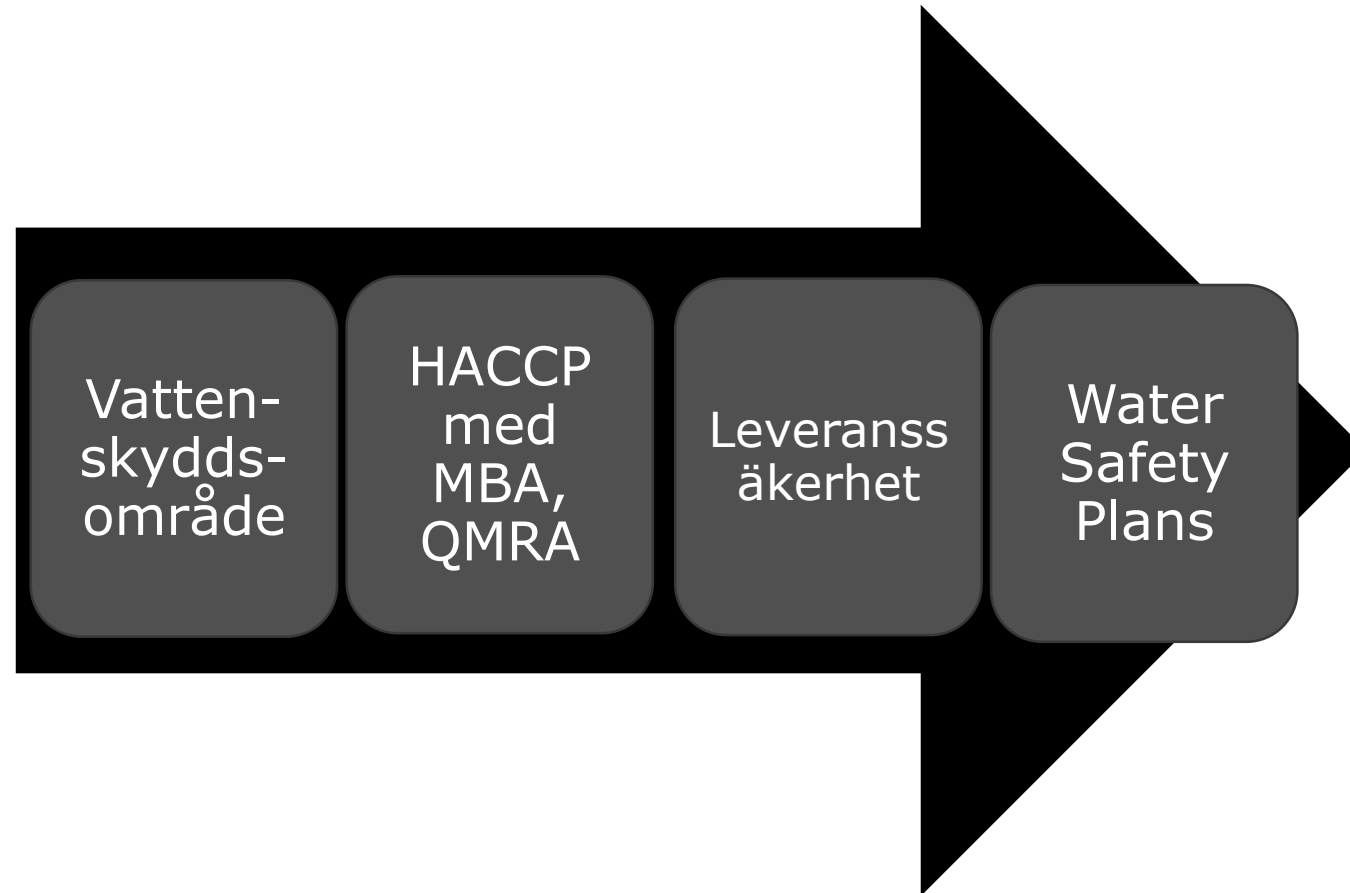 Vatten-
skydds-
område
HACCP
med
MBA,
QMRA
Leveranss
äkerhet
Water
Safety
Plans